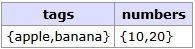 tags numbers
{apple,banana} {10,20}